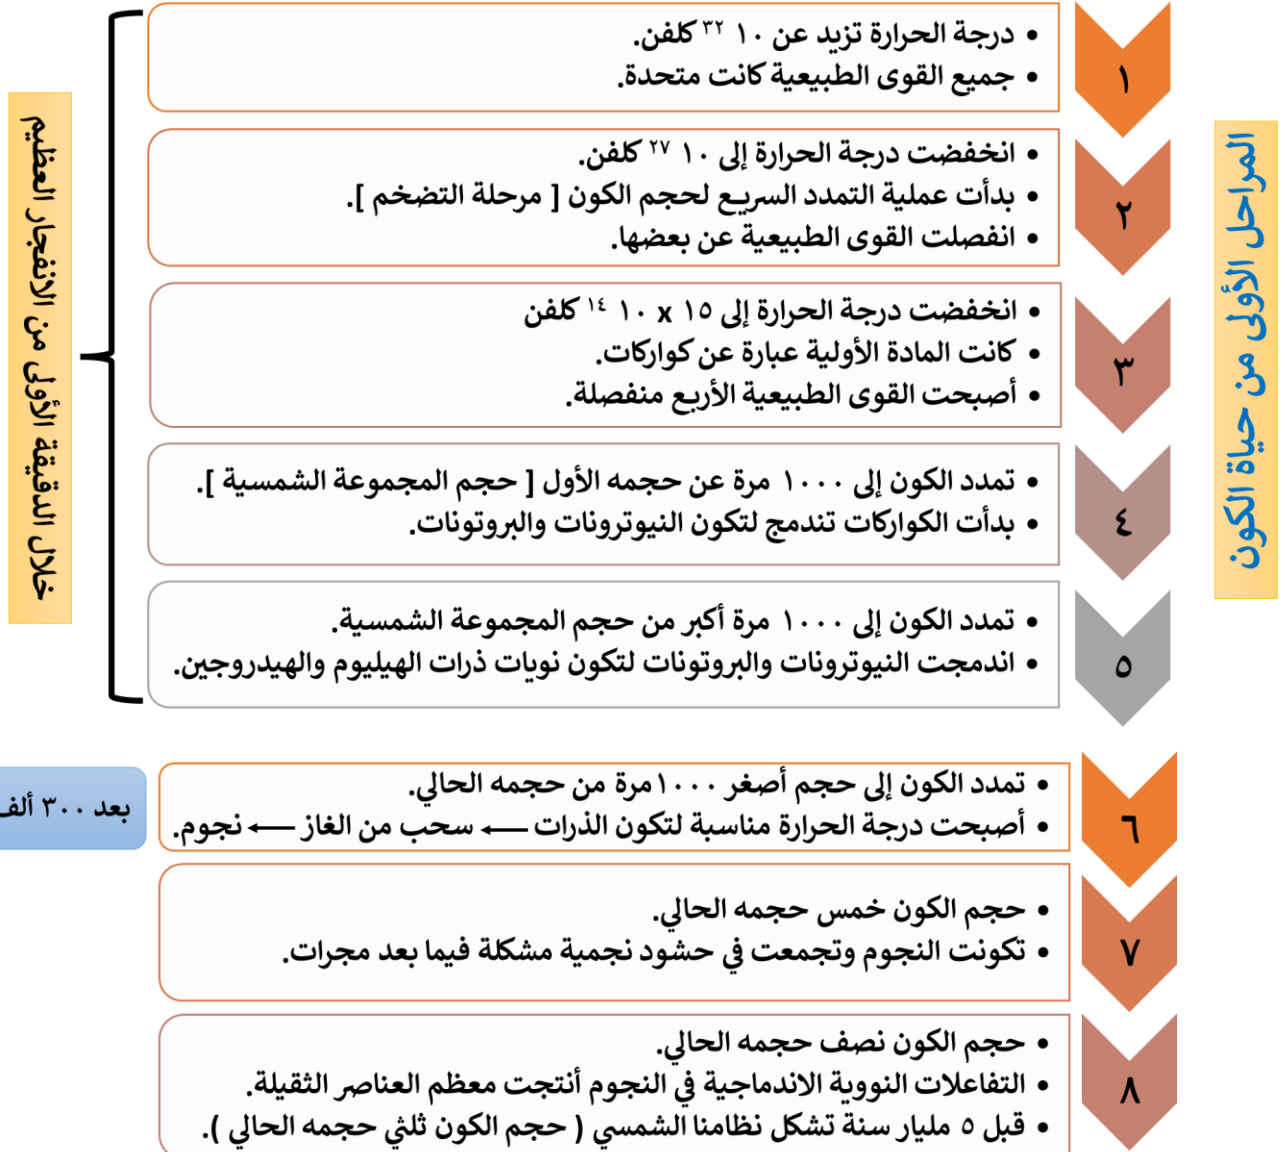 المراحل الأولى من حياة الكون
خلال الدقيقة الأولى من الانفجار العظيم
١
• درجة الحرارة تزيد عن ١٠ ٣٢ كلفن.
• جميع القوى الطبيعية كانت متحدة.
٢
• انخفضت درجة الحرارة إلى ١٠ ٢٧ كلفن.
• بدأت عملية التمدد السريع لحجم الكون [ مرحلة التضخم ].
• انفصلت القوى الطبيعية عن بعضها.
٣
• انخفضت درجة الحرارة إلى ١٥ x ١٠ ١٤ كلفن
• كانت المادة الأولية عبارة عن كواركات.
• أصبحت القوى الطبيعية الأربع منفصلة.
٤
• تمدد الكون إلى ١٠٠٠ مرة عن حجمه الأول [ حجم المجموعة الشمسية ].
• بدأت الكواركات تندمج لتكون النيوترونات والبروتونات.
٥
• تمدد الكون إلى ١٠٠٠ مرة أكبر من حجم المجموعة الشمسية.
• اندمجت النيوترونات والبروتونات لتكون نويات ذرات الهيليوم والهيدروجين.
٦
• تمدد الكون إلى حجم أصغر ١٠٠٠مرة من حجمه الحالي.
• أصبحت درجة الحرارة مناسبة لتكون الذرات ← سحب من الغاز ← نجوم.
بعد ٣٠٠ ألف
٧
• حجم الكون خمس حجمه الحالي.
• تكونت النجوم وتجمعت في حشود نجمية مشكلة فيما بعد مجرات.
٨
• حجم الكون نصف حجمه الحالي.
• التفاعلات النووية الاندماجية في النجوم أنتجت معظم العناصر الثقيلة.
• قبل ٥ مليار سنة تشكل نظامنا الشمسي ( حجم الكون ثلثي حجمه الحالي ).